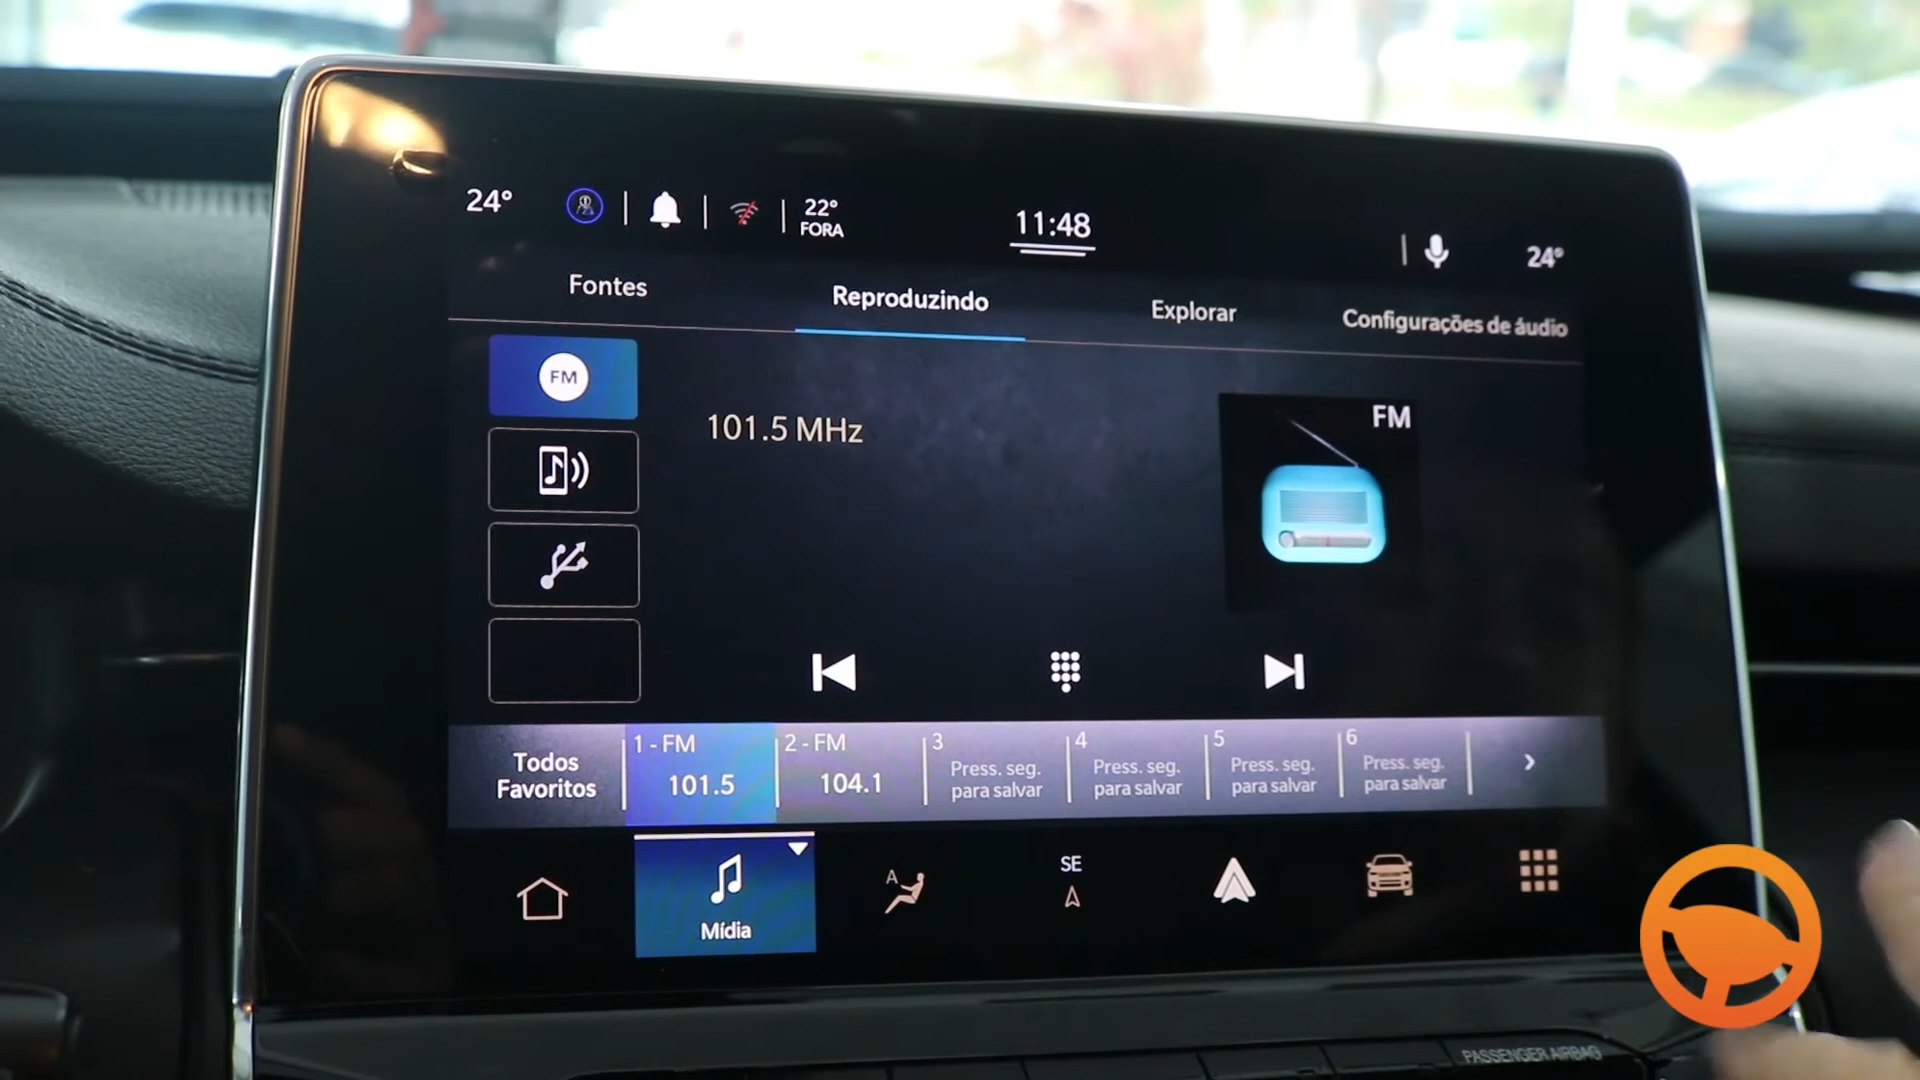 24°
22°
FORA
11:48
24°
Fontes
Reproduzindo
Explorar
Configurações de áudio
FM
101.5 MHz
FM
Todos
Favoritos
1 - FM
101.5
2 - FM
104.1
3
Press. seg.
para salvar
4
Press. seg.
para salvar
5
Press. seg.
para salvar
6
Press. seg.
para salvar
Mídia
A
SE
PASSENGER AIRBAG